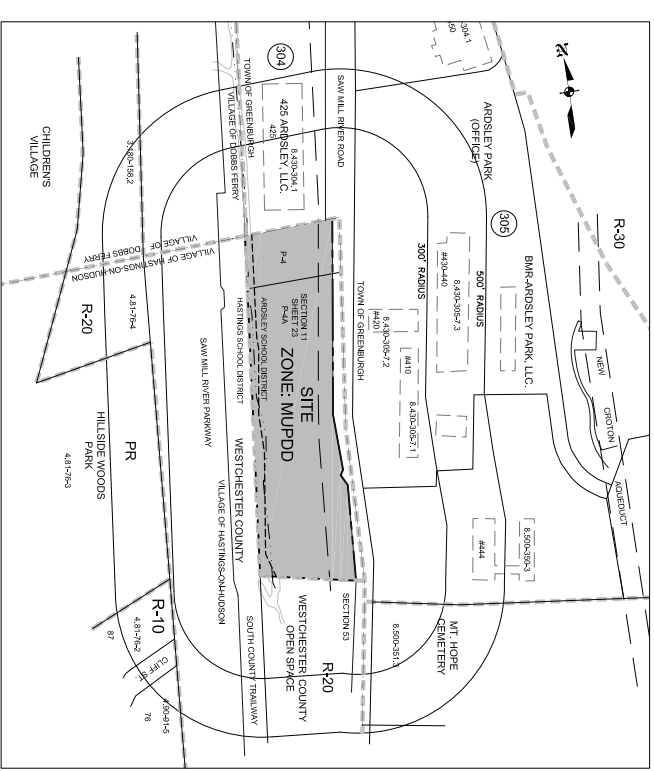 304.1
450
ARDSLEY PARK
(OFFICE)
305
BMR-ARDSLEY PARK, LLC.
R-30
NEW
CROTON
AQUEDUCT
304
8.430-304.1
425 ARDSLEY, LLC.
425
SAW MILL RIVER ROAD
TOWN OF GREENBURGH
VILLAGE OF DOBBS FERRY
300' RADIUS
500' RADIUS
#430-440
8.430-305-7.3
8.430-305-7.2
#420
#410
8.430-305-7.1
TOWN OF GREENBURGH
8.500-350-3
#444
MT. HOPE
CEMETERY
8.500-351.3
SECTION 53
R-20
WESTCHESTER COUNTY
OPEN SPACE
SOUTH COUNTY TRAILWAY
P-4
SECTION 11
SHEET 23
P-4A
SITE
ZONE: MUPDD
ARDSLEY SCHOOL DISTRICT
HASTINGS SCHOOL DISTRICT
WESTCHESTER COUNTY
SAW MILL RIVER PARKWAY
VILLAGE OF HASTINGS-ON-HUDSON
VILLAGE OF DOBBS FERRY
VILLAGE OF HASTINGS-ON-HUDSON
CHILDREN'S
VILLAGE
R-20
4.81-76-4
PR
HILLSIDE WOODS
PARK
4.81-76-3
R-10
4.81-76-2
87
CLIFF ST.
4.90-91-5
76